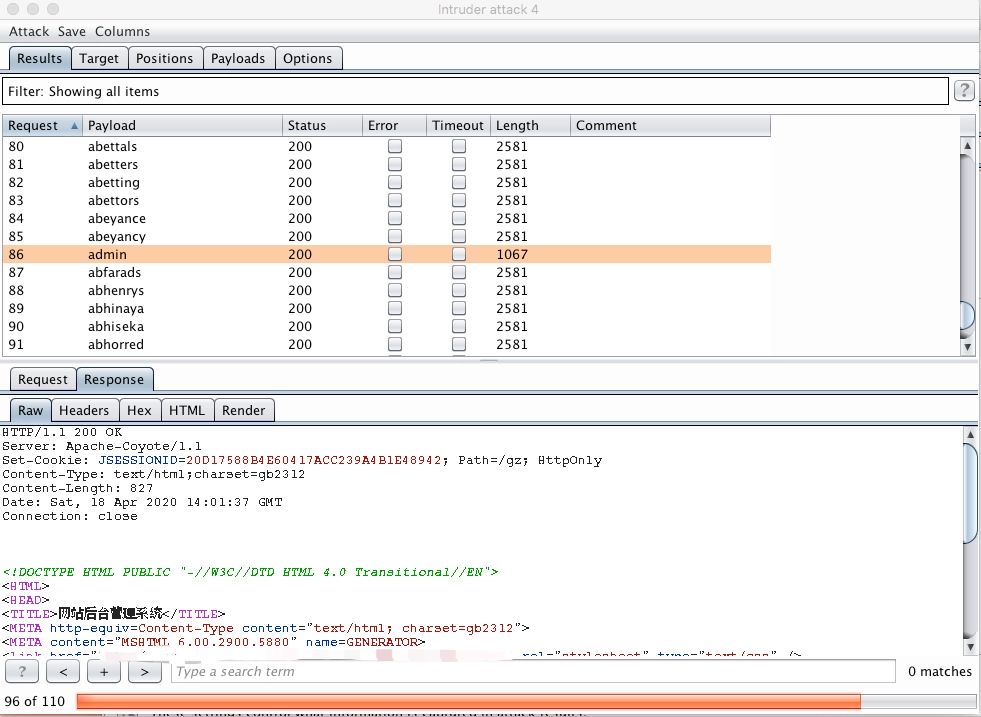 Intruder attack 4
Attack Save Columns
Results Target Positions Payloads Options
Filter: Showing all items ?
Request Payload Status Error Timeout Length Comment
80 abettals 200 2581
81 abetters 200 2581
82 abetting 200 2581
83 abettors 200 2581
84 abeyance 200 2581
85 abeyancy 200 2581
86 admin 200 1067
87 abfarads 200 2581
88 abhenrys 200 2581
89 abhinaya 200 2581
90 abhiseka 200 2581
91 abhorred 200 2581
Request Response
Raw Headers Hex HTML Render
HTTP/1.1 200 OK
Server: Apache-Coyote/1.1
Set-Cookie: JSESSIONID=20D17588B4E60417ACC239A4B1E48942; Path=/gz; HttpOnly
Content-Type: text/html;charset=gb2312
Content-Length: 827
Date: Sat, 18 Apr 2020 14:01:37 GMT
Connection: close
<!DOCTYPE HTML PUBLIC "-//W3C//DTD HTML 4.0 Transitional//EN">
<HTML>
<HEAD>
<TITLE>网站后台管理系统</TITLE>
<META http-equiv=Content-Type content="text/html; charset=gb2312">
<META content="MSHTML 6.00.2900.5880" name=GENERATOR>
<link href=" rel="stylesheet" type="text/css" />
? < + > Type a search term 0 matches
96 of 110